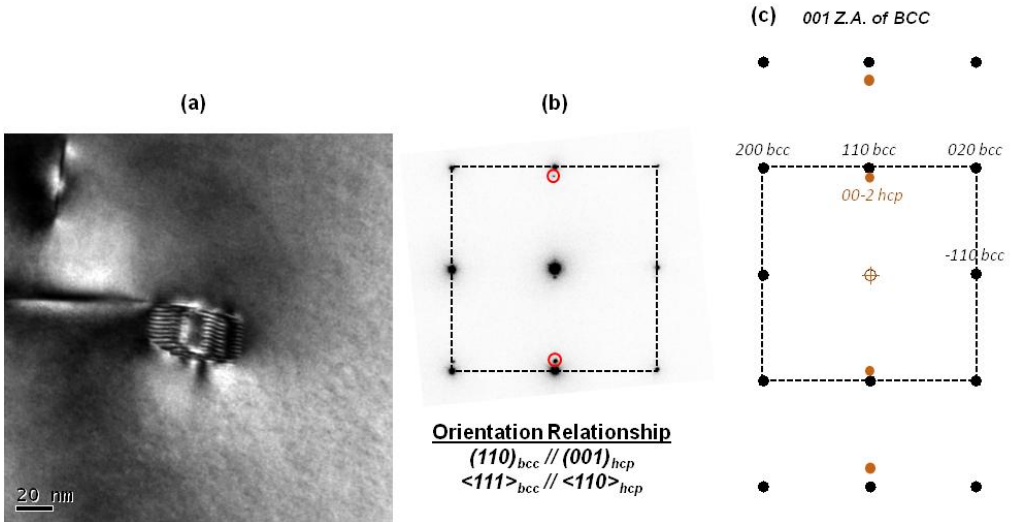 (a)
20 nm
(b)
Orientation Relationship
(110)bcc // (001)hcp
<111>bcc // <110>hcp
(c) 001 Z.A. of BCC
200 bcc 110 bcc 020 bcc
00-2 hcp
-110 bcc